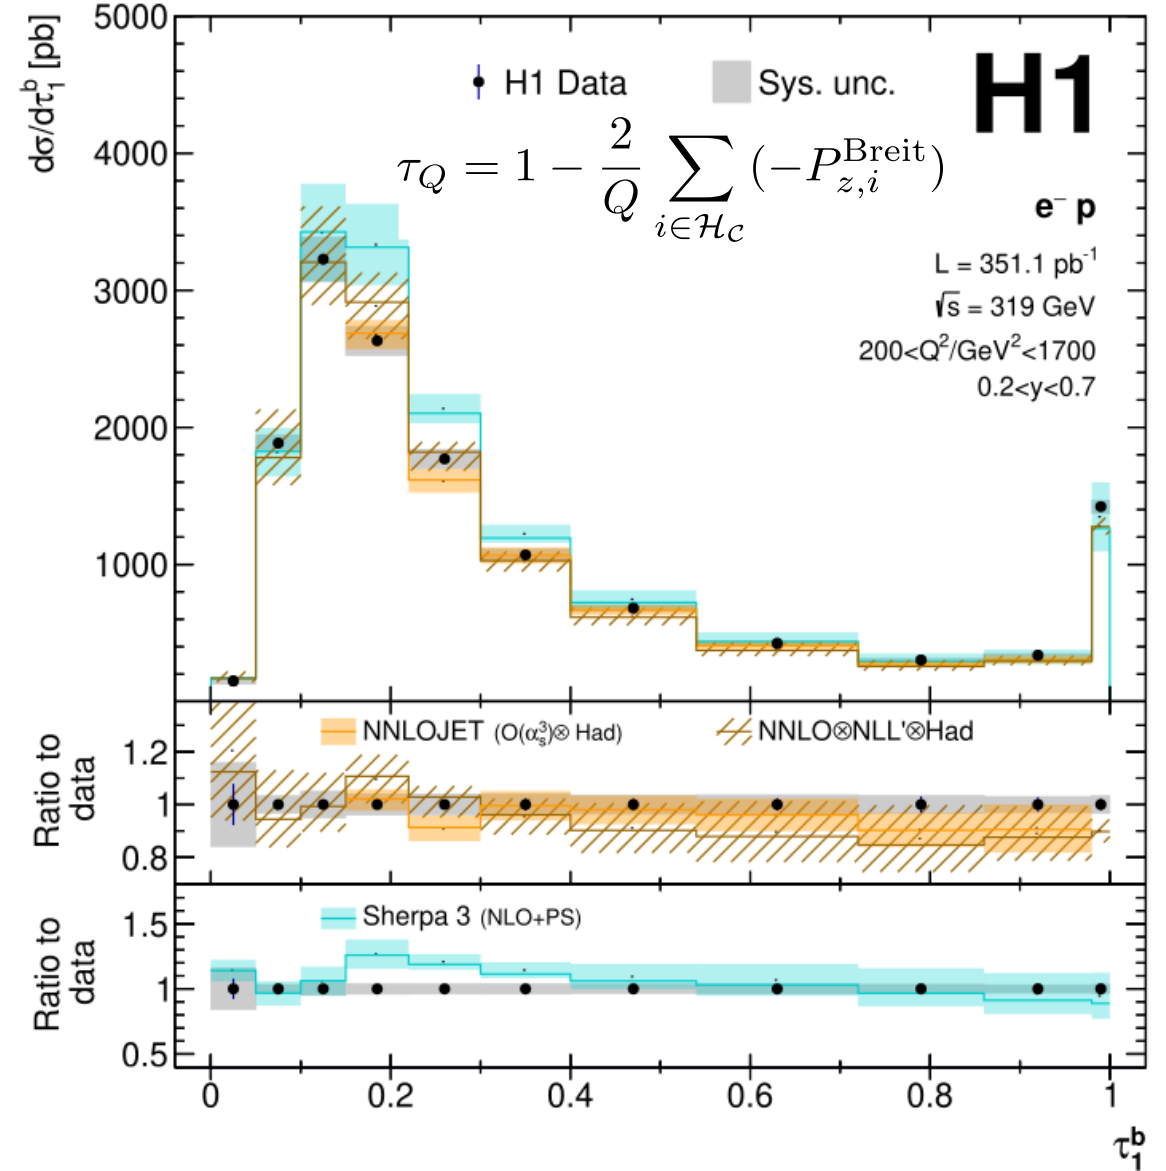 5000
4000
3000
2000
1000
dσ/dτ₁ᵇ [pb]
H1 Data
Sys. unc.
H1
τ_Q = 1 − 2/Q ∑_{i∈ℋ_𝒞} (−P_{z,i}^{Breit})
e⁻ p
L = 351.1 pb⁻¹
√s = 319 GeV
200<Q²/GeV²<1700
0.2<y<0.7
NNLOJET (O(αₛ³)⊗ Had)
NNLO⊗NLL'⊗Had
1.2
1
0.8
Ratio to
data
Sherpa 3 (NLO+PS)
1.5
1
0.5
Ratio to
data
0 0.2 0.4 0.6 0.8 1
τ₁ᵇ